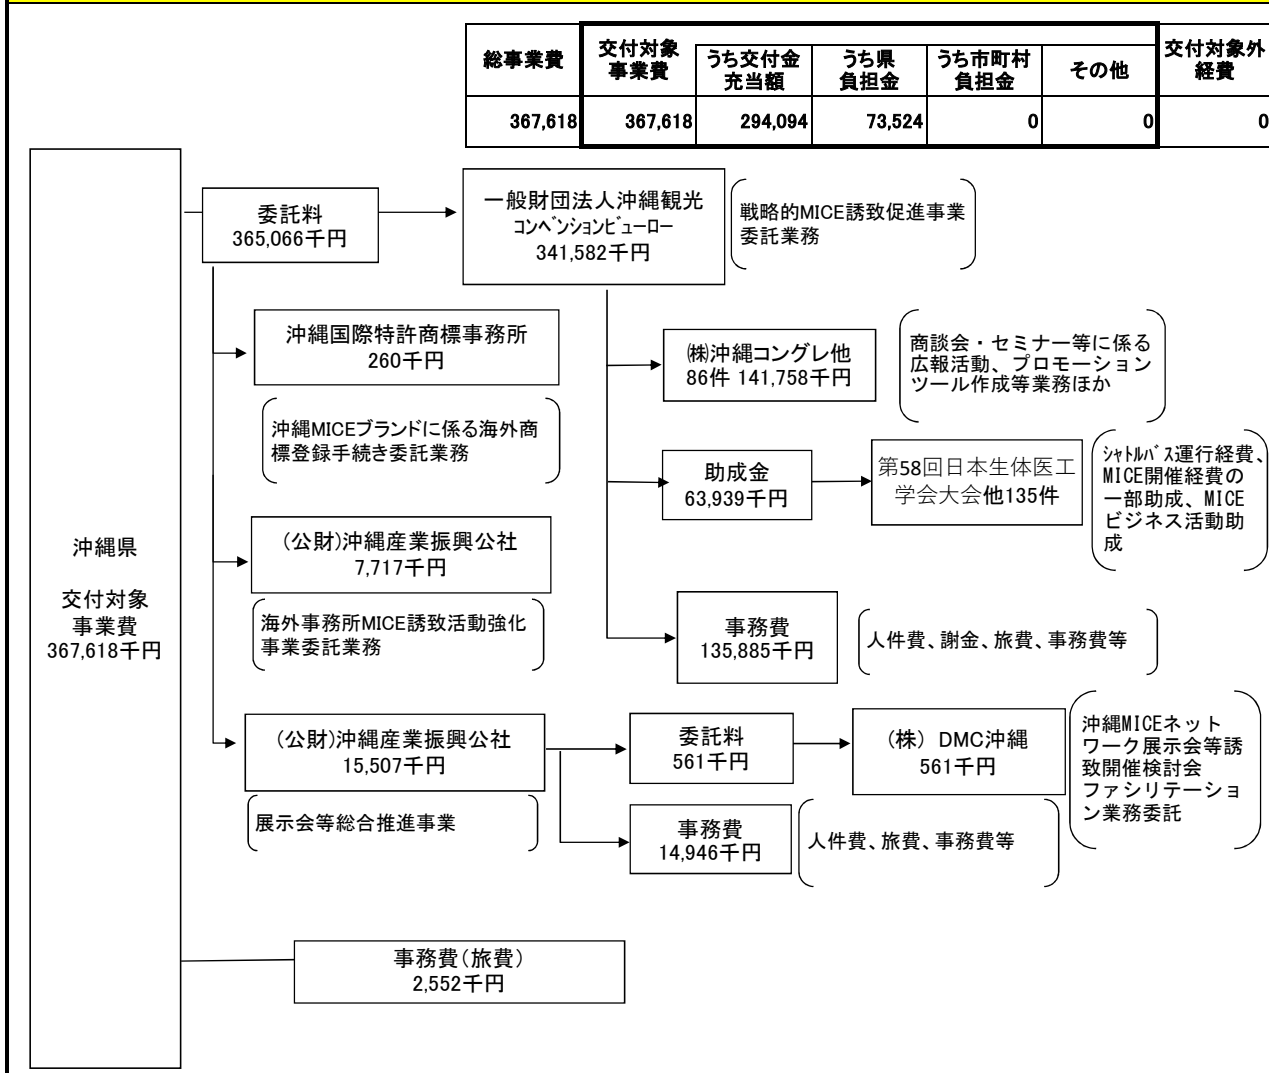 総事業費
交付対象
事業費
うち交付金
充当額
うち県
負担金
うち市町村
負担金
その他
交付対象外
経費
367,618
367,618
294,094
73,524
0
0
0
沖縄県
交付対象
事業費
367,618千円
委託料
365,066千円
一般財団法人沖縄観光
ｺﾝﾍﾞﾝｼｮﾝﾋﾞｭｰﾛｰ
341,582千円
戦略的MICE誘致促進事業
委託業務
沖縄国際特許商標事務所
260千円
沖縄MICEブランドに係る海外商
標登録手続き委託業務
㈱沖縄コングレ他
86件 141,758千円
商談会・セミナー等に係る
広報活動、プロモーション
ツール作成等業務ほか
助成金
63,939千円
第58回日本生体医工
学会大会他135件
ｼｬﾄﾙﾊﾞｽ運行経費、
MICE開催経費の
一部助成、MICE
ビジネス活動助
成
(公財)沖縄産業振興公社
7,717千円
海外事務所MICE誘致活動強化
事業委託業務
事務費
135,885千円
人件費、謝金、旅費、事務費等
(公財)沖縄産業振興公社
15,507千円
展示会等総合推進事業
委託料
561千円
(株) DMC沖縄
561千円
沖縄MICEネット
ワーク展示会等誘
致開催検討会
ファシリテーショ
ン業務委託
事務費
14,946千円
人件費、旅費、事務費等
事務費(旅費)
2,552千円